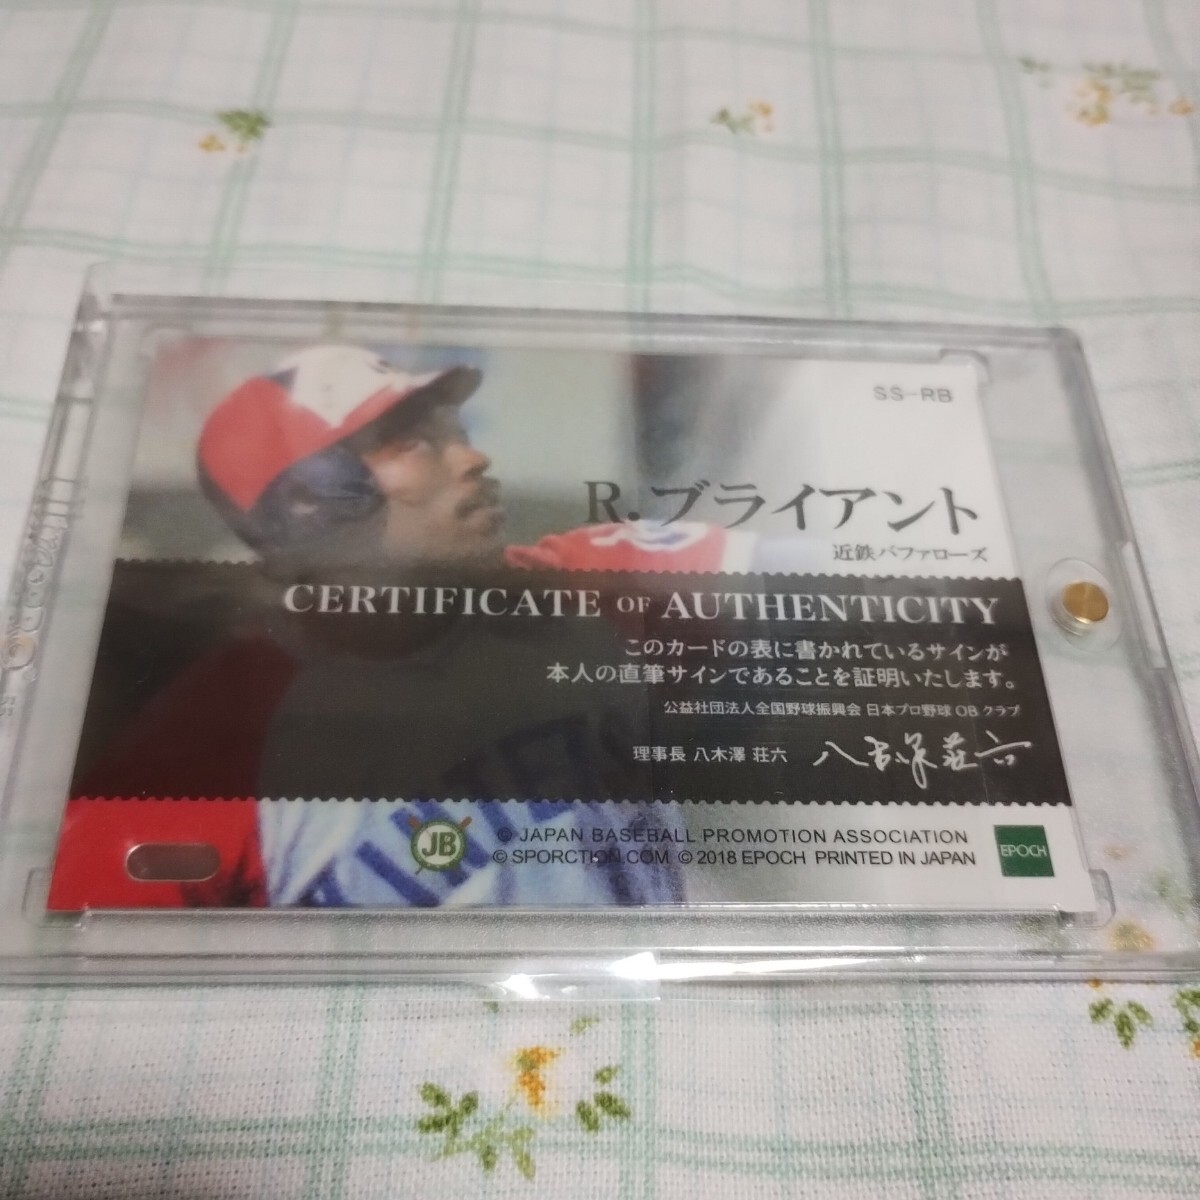 SS-RB
R.ブライアント
近鉄バファローズ
CERTIFICATE OF AUTHENTICITY
このカードの表に書かれているサインが
本人の直筆サインであることを証明いたします。
公益社団法人全国野球振興会 日本プロ野球 OB クラブ
理事長 八木澤 荘六 八木澤荘六
JB
© JAPAN BASEBALL PROMOTION ASSOCIATION
© SPORCTION.COM © 2018 EPOCH PRINTED IN JAPAN
EPOCH